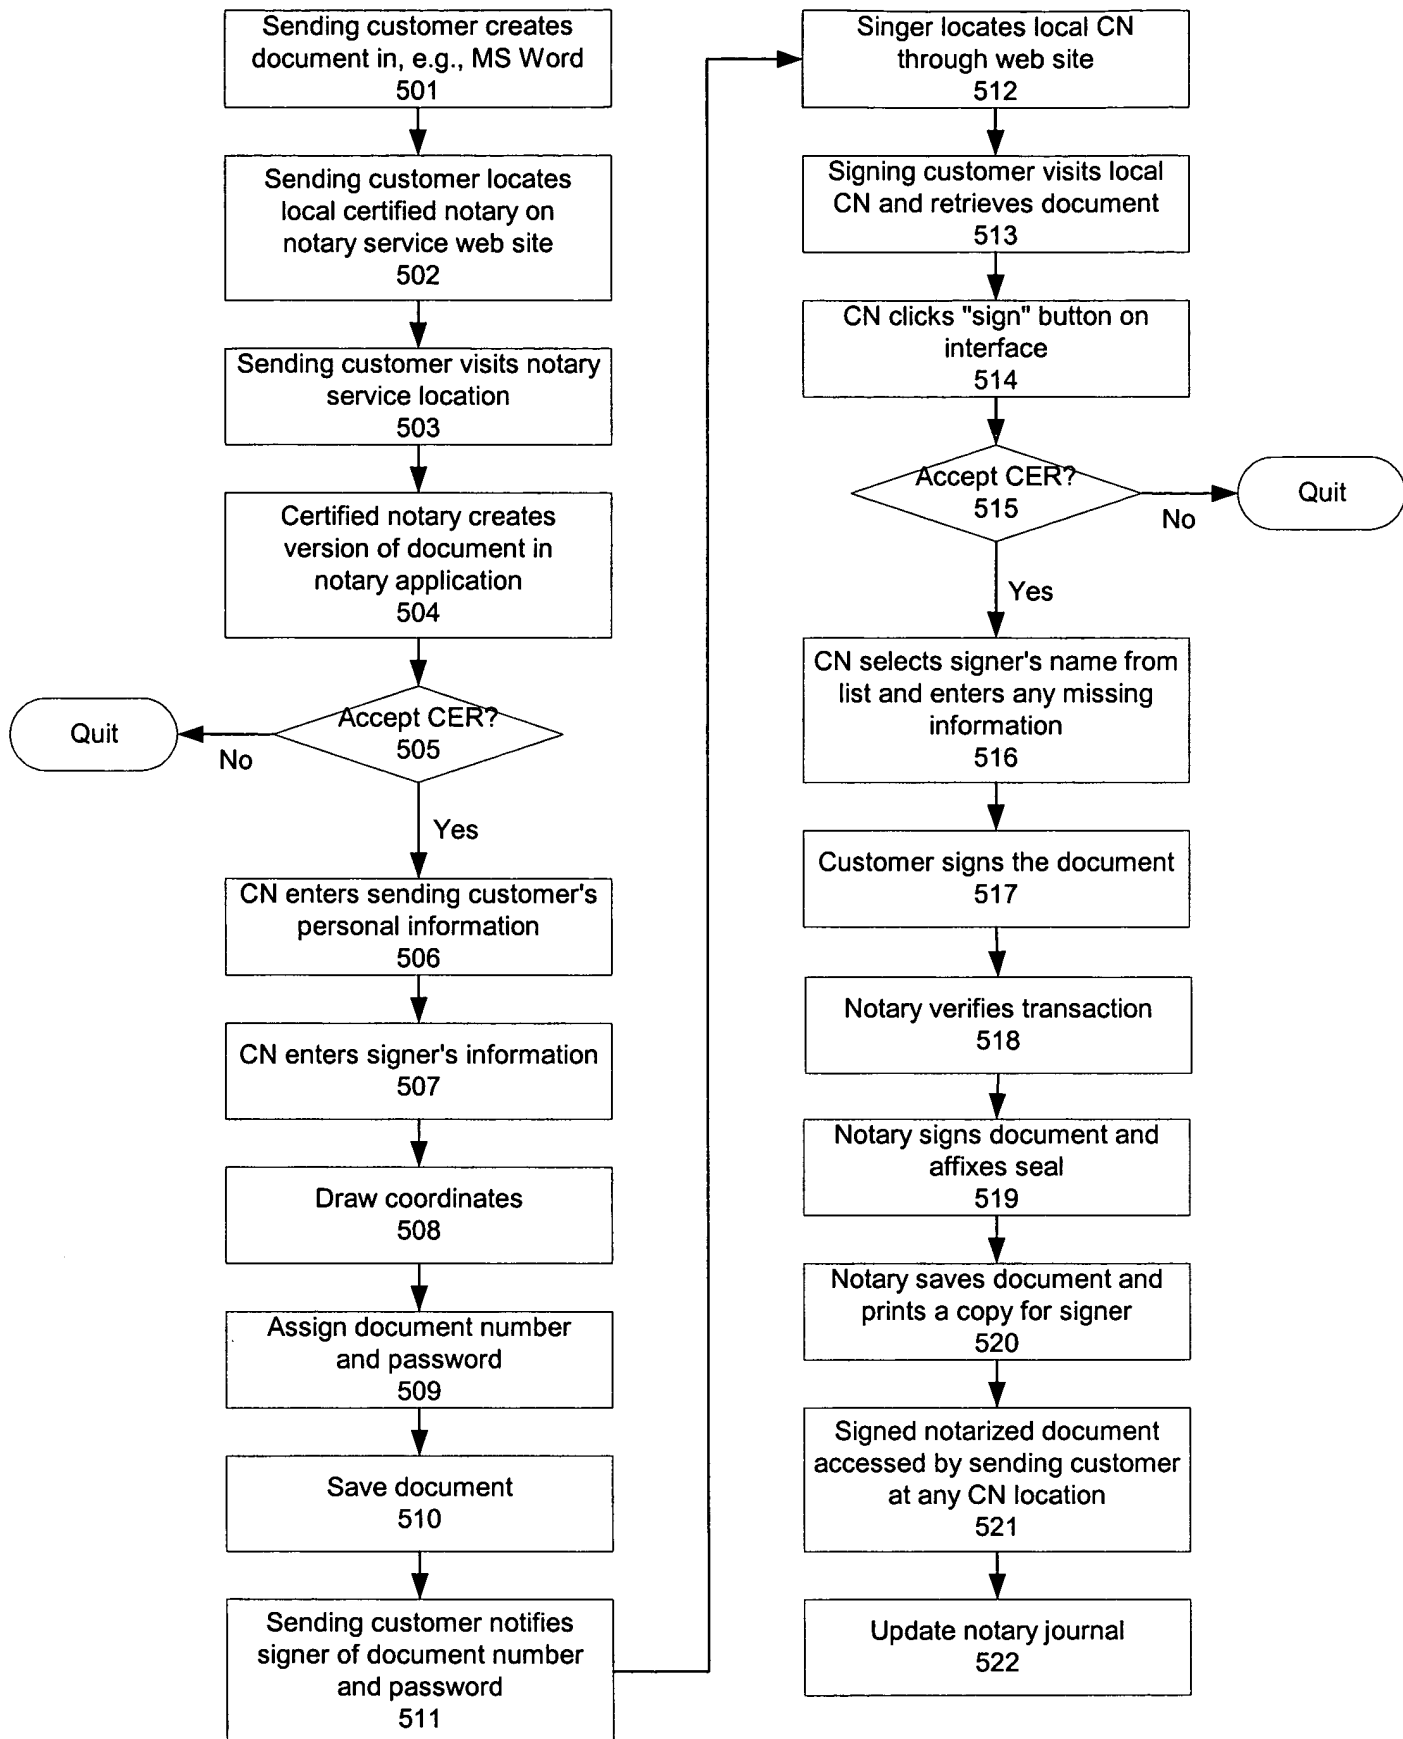 Sending customer creates
document in, e.g., MS Word
501
Sending customer locates
local certified notary on
notary service web site
502
Sending customer visits notary
service location
503
Certified notary creates
version of document in
notary application
504
Accept CER?
505
Quit
No
Yes
CN enters sending customer's
personal information
506
CN enters signer's information
507
Draw coordinates
508
Assign document number
and password
509
Save document
510
Sending customer notifies
signer of document number
and password
511
Singer locates local CN
through web site
512
Signing customer visits local
CN and retrieves document
513
CN clicks "sign" button on
interface
514
Accept CER?
515
No
Quit
Yes
CN selects signer's name from
list and enters any missing
information
516
Customer signs the document
517
Notary verifies transaction
518
Notary signs document and
affixes seal
519
Notary saves document and
prints a copy for signer
520
Signed notarized document
accessed by sending customer
at any CN location
521
Update notary journal
522